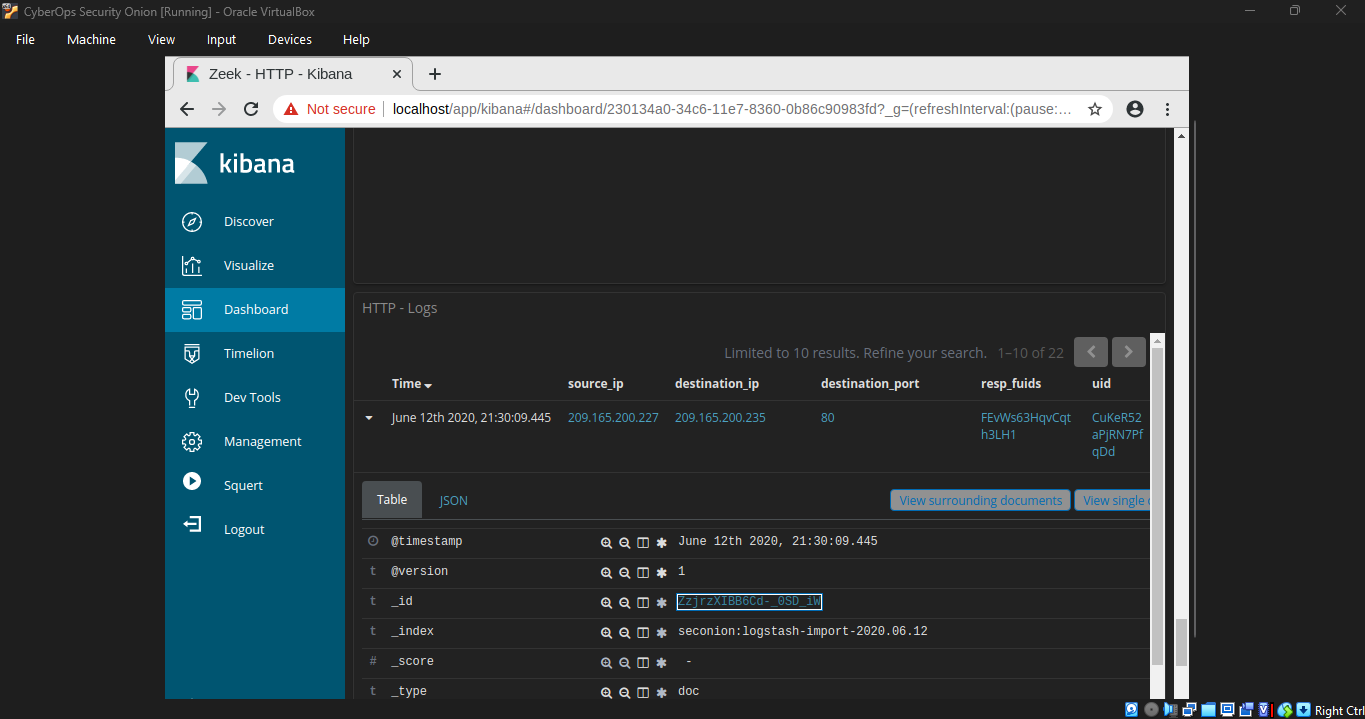 CyberOps Security Onion [Running] - Oracle VirtualBox
File Machine View Input Devices Help
Zeek - HTTP - Kibana
Not secure localhost/app/kibana#/dashboard/230134a0-34c6-11e7-8360-0b86c90983fd?_g=(refreshInterval:(pause:...
kibana
Discover
Visualize
Dashboard
Timelion
Dev Tools
Management
Squert
Logout
HTTP - Logs
Limited to 10 results. Refine your search. 1–10 of 22
Time source_ip destination_ip destination_port resp_fuids uid
June 12th 2020, 21:30:09.445 209.165.200.227 209.165.200.235 80 FEvWs63HqvCqt CuKeR52
h3LH1 aPjRN7Pf
qDd
Table JSON View surrounding documents View single
t @timestamp June 12th 2020, 21:30:09.445
t @version 1
t _id ZzjrzXIBB6Cd-_0SD_iW
t _index seconion:logstash-import-2020.06.12
# _score -
t _type doc
Right Ctrl